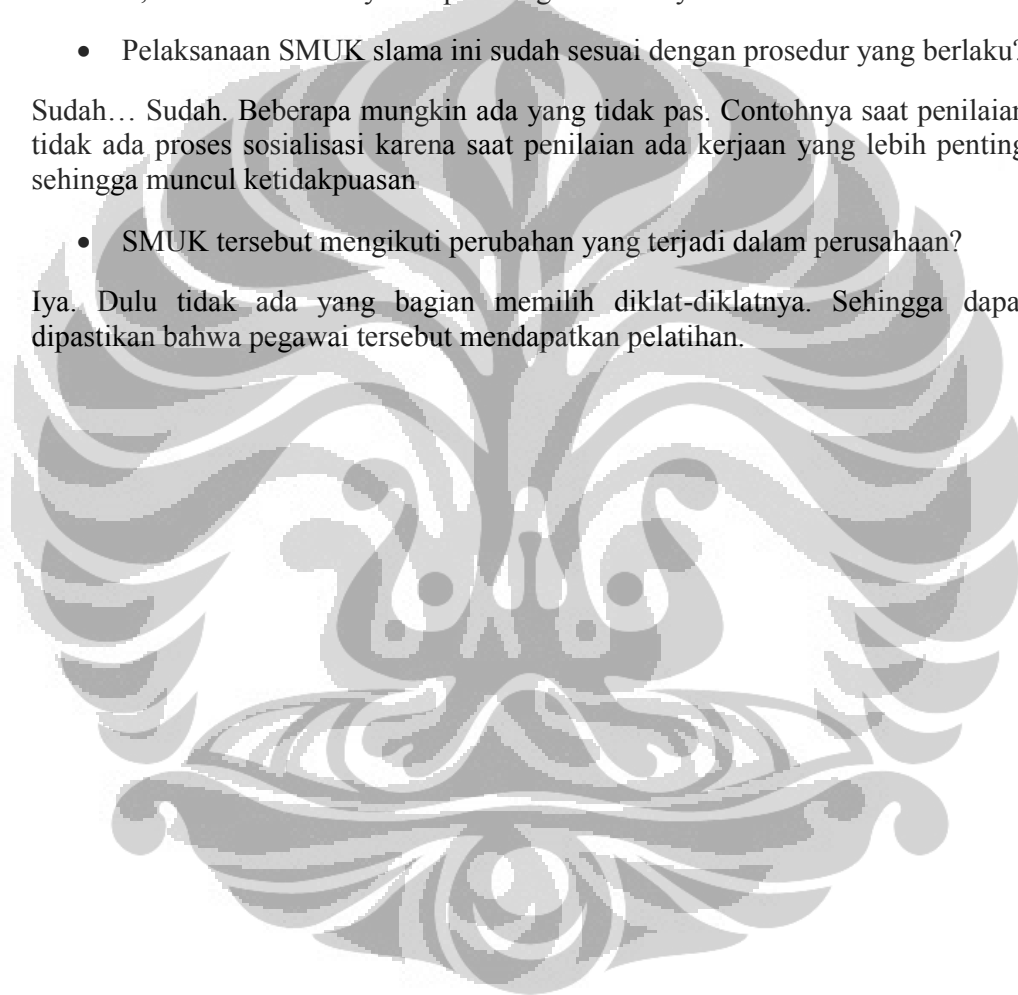 • Pelaksanaan SMUK slama ini sudah sesuai dengan prosedur yang berlaku?
Sudah… Sudah. Beberapa mungkin ada yang tidak pas. Contohnya saat penilaian
tidak ada proses sosialisasi karena saat penilaian ada kerjaan yang lebih penting
sehingga muncul ketidakpuasan
• SMUK tersebut mengikuti perubahan yang terjadi dalam perusahaan?
Iya. Dulu tidak ada yang bagian memilih diklat-diklatnya. Sehingga dapa
dipastikan bahwa pegawai tersebut mendapatkan pelatihan.